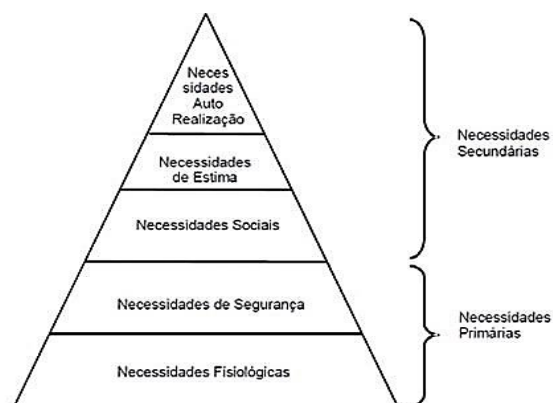 Neces
sidades
Auto
Realização
Necessidades
de Estima
Necessidades Sociais
Necessidades de Segurança
Necessidades Fisiológicas
Necessidades
Secundárias
Necessidades
Primárias